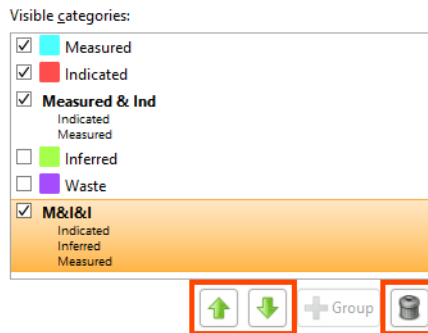 Visible categories:
Measured
Indicated
Measured & Ind
Indicated
Measured
Inferred
Waste
M&I&I
Indicated
Inferred
Measured
Group